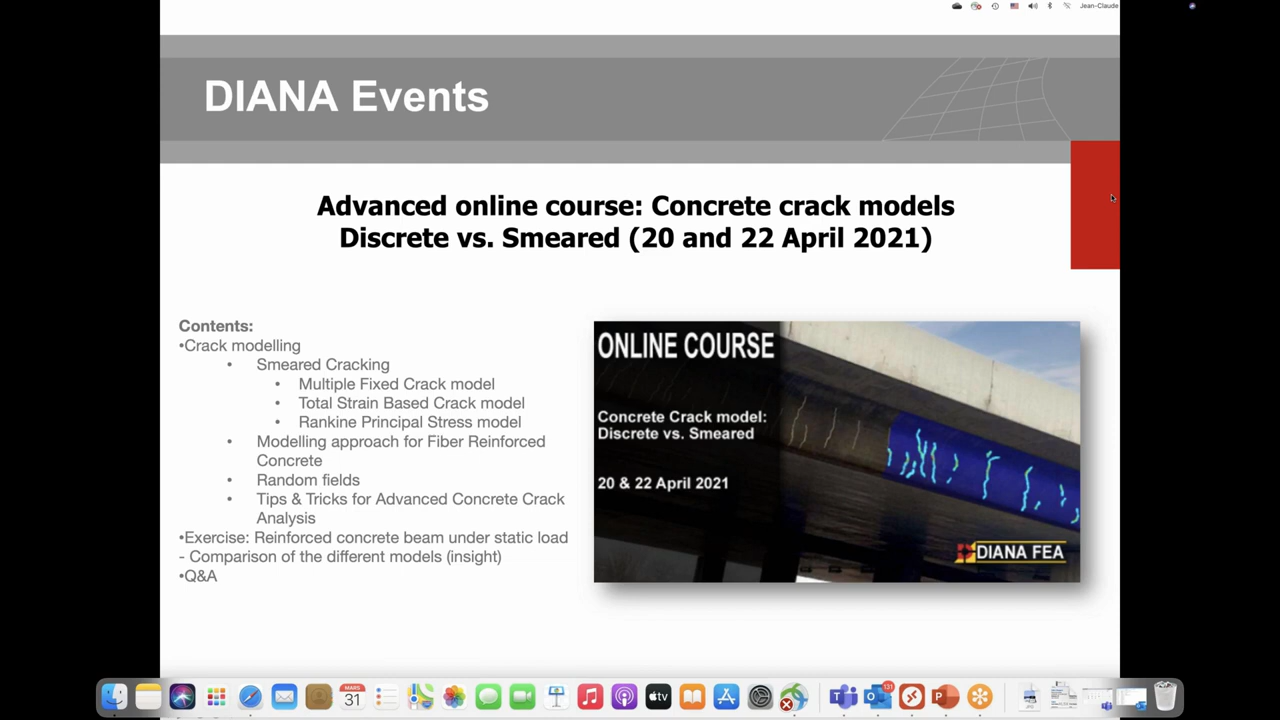 Jean-Claude
DIANA Events
Advanced online course: Concrete crack models
Discrete vs. Smeared (20 and 22 April 2021)
Contents:
•Crack modelling
• Smeared Cracking
• Multiple Fixed Crack model
• Total Strain Based Crack model
• Rankine Principal Stress model
• Modelling approach for Fiber Reinforced
Concrete
• Random fields
• Tips & Tricks for Advanced Concrete Crack
Analysis
•Exercise: Reinforced concrete beam under static load
- Comparison of the different models (insight)
•Q&A
ONLINE COURSE
Concrete Crack model:
Discrete vs. Smeared
20 & 22 April 2021
DIANA FEA
MARS
31
tv
131